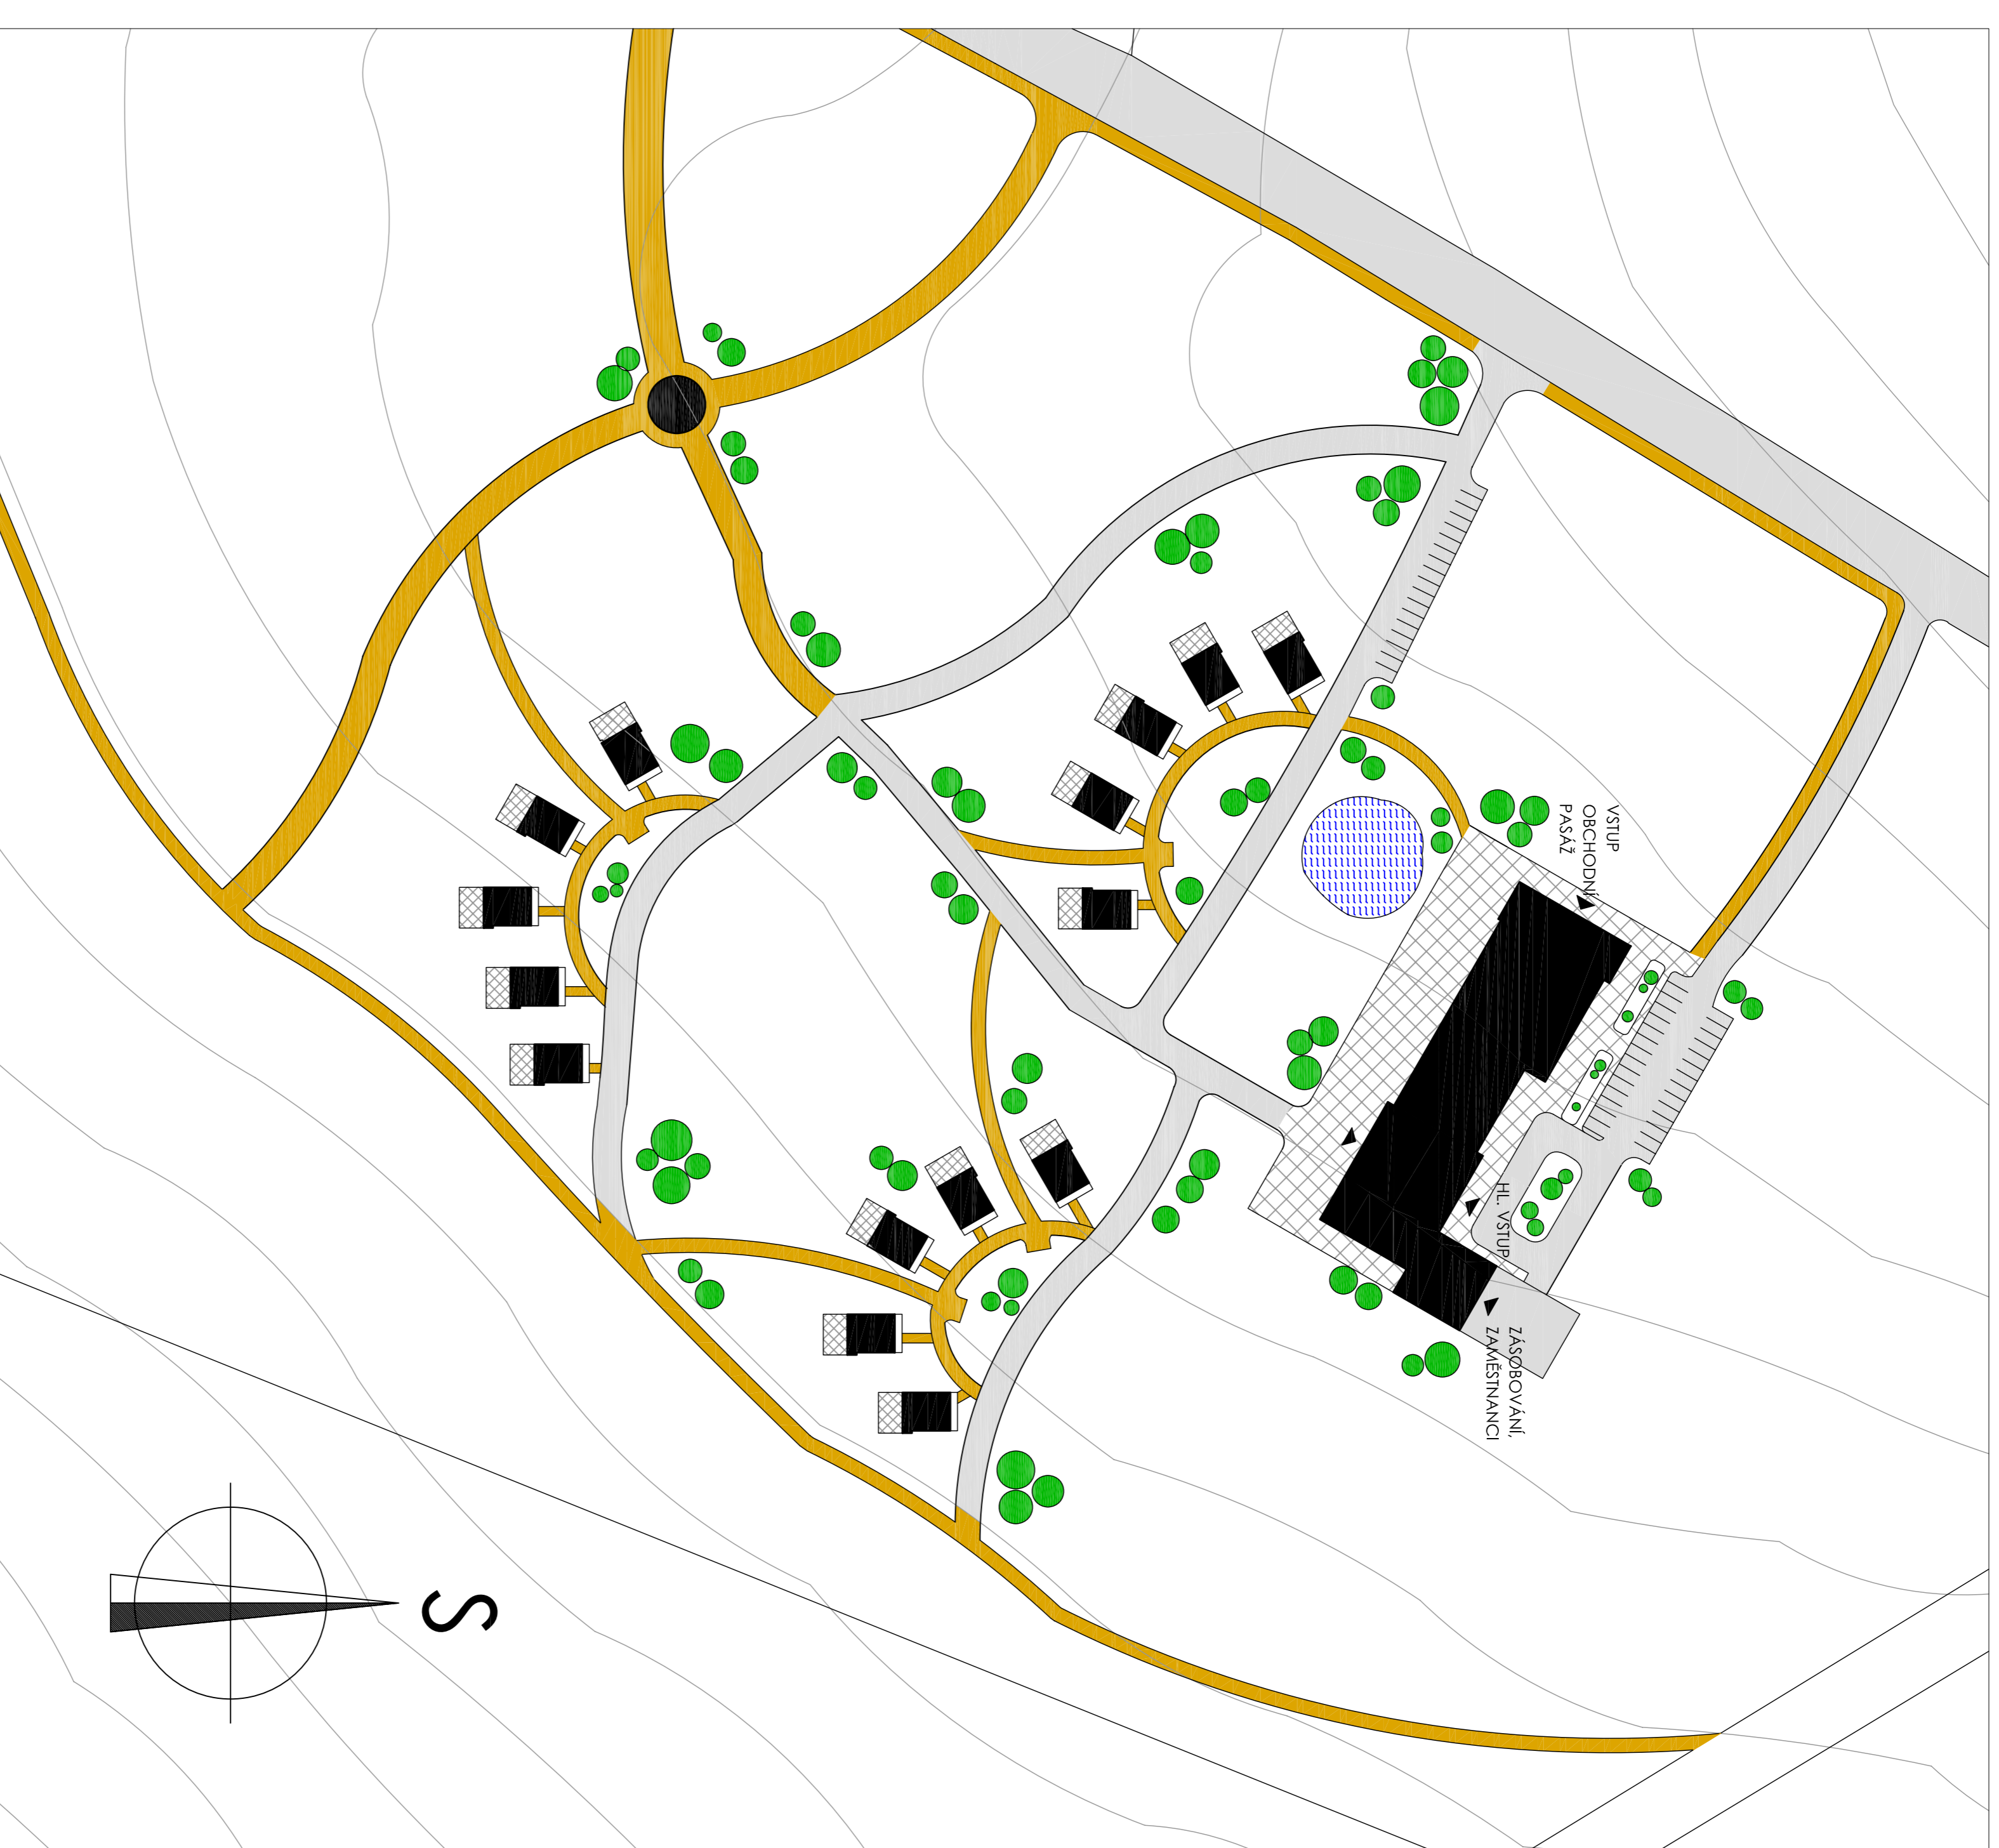 VSTUP
OBCHODNÍ
PASÁŽ
HL. VSTUP
ZÁSOBOVÁNÍ,
ZAMĚSTNANCI
S